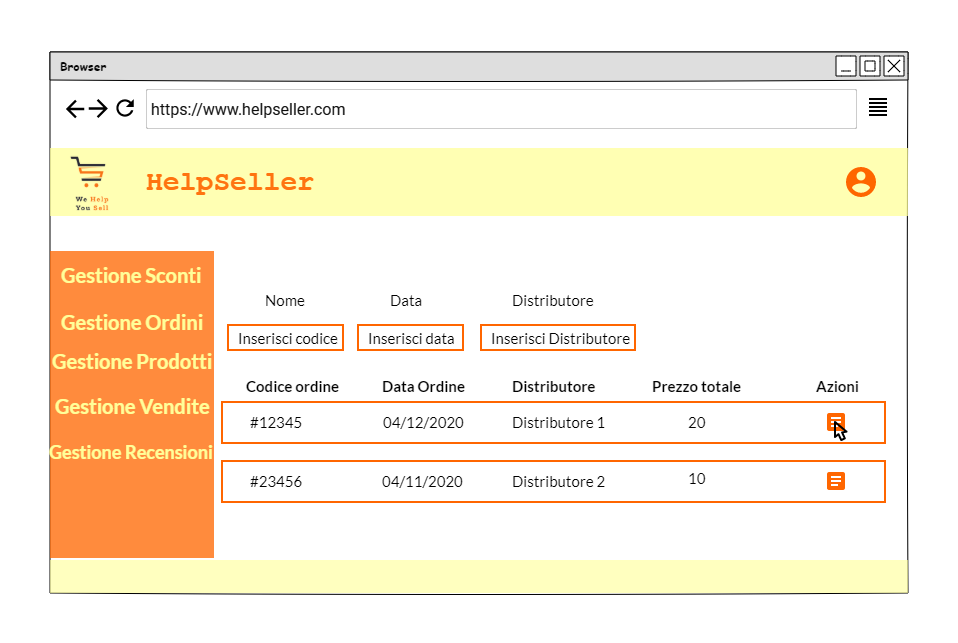 Browser
https://www.helpseller.com
We Help
You Sell
HelpSeller
Gestione Sconti
Gestione Ordini
Gestione Prodotti
Gestione Vendite
Gestione Recensioni
Nome Data Distributore
Inserisci codice Inserisci data Inserisci Distributore
Codice ordine Data Ordine Distributore Prezzo totale Azioni
#12345 04/12/2020 Distributore 1 20
#23456 04/11/2020 Distributore 2 10